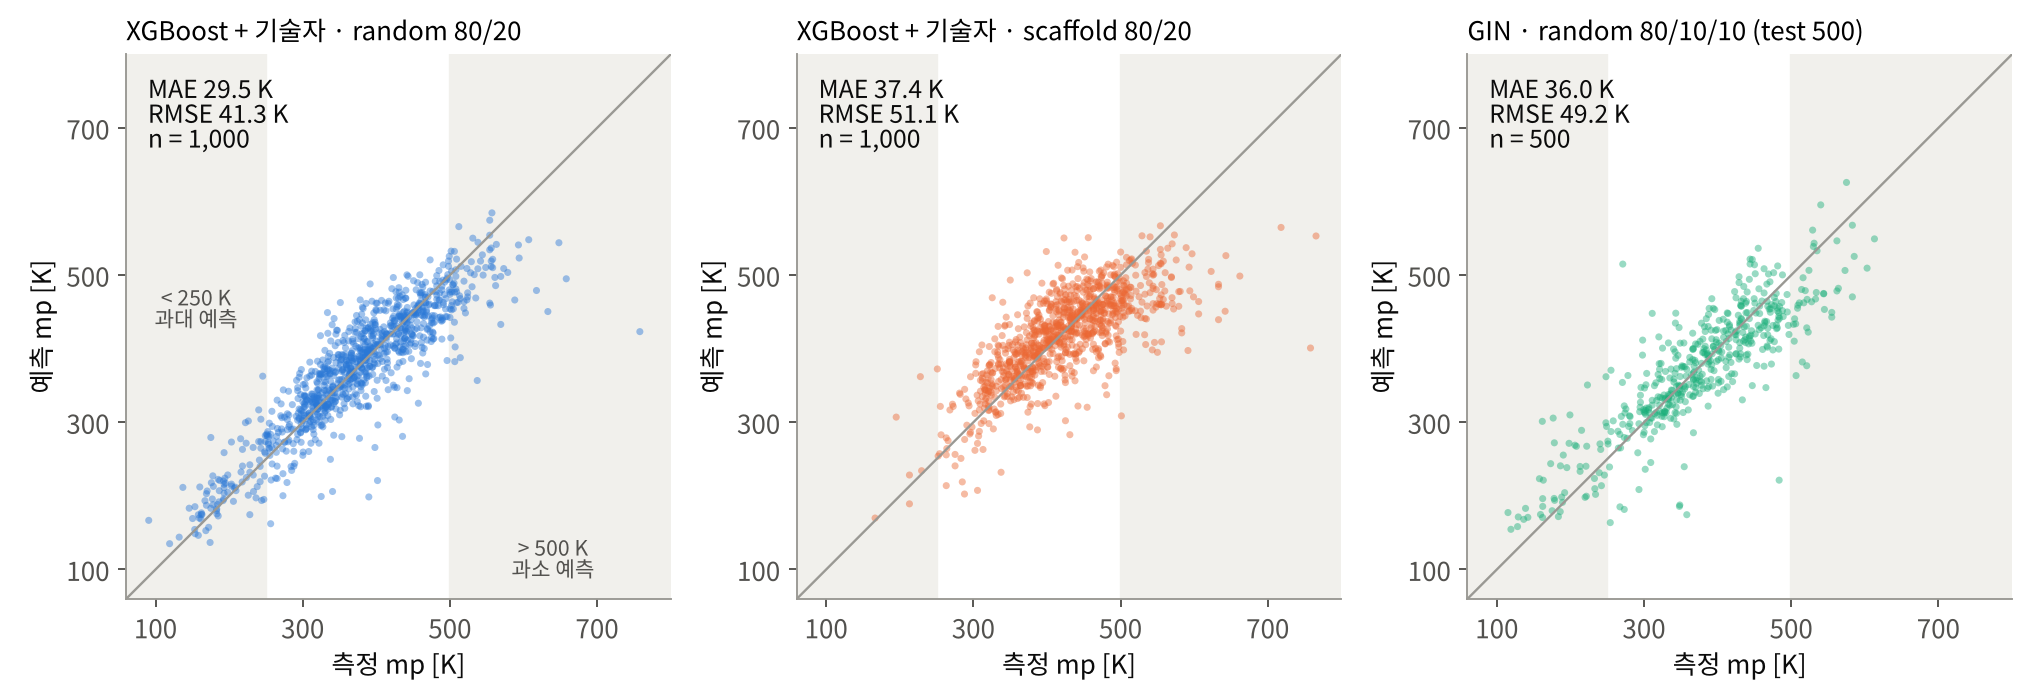 XGBoost + 기술자 · random 80/20
MAE 29.5 K
RMSE 41.3 K
n = 1,000
< 250 K
과대 예측
> 500 K
과소 예측
700
500
300
100
100 300 500 700
예측 mp [K]
측정 mp [K]
XGBoost + 기술자 · scaffold 80/20
MAE 37.4 K
RMSE 51.1 K
n = 1,000
700
500
300
100
100 300 500 700
예측 mp [K]
측정 mp [K]
GIN · random 80/10/10 (test 500)
MAE 36.0 K
RMSE 49.2 K
n = 500
700
500
300
100
100 300 500 700
예측 mp [K]
측정 mp [K]